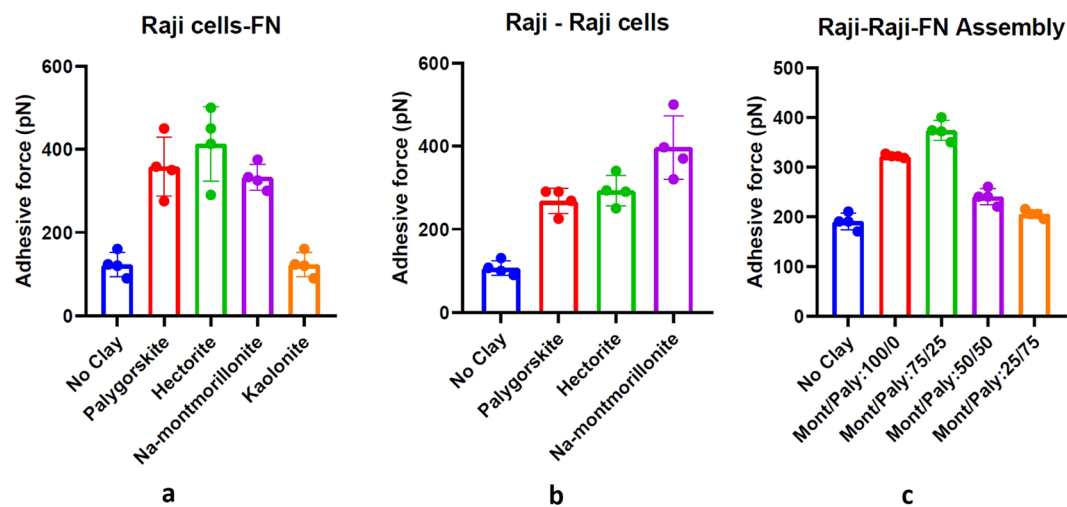 Raji cells-FN
Adhesive force (pN)
600
400
200
0
No Clay
Palygorskite
Hectorite
Na-montmorillonite
Kaolonite
a
Raji - Raji cells
Adhesive force (pN)
600
400
200
0
No Clay
Palygorskite
Hectorite
Na-montmorillonite
b
Raji-Raji-FN Assembly
Adhesive force (pN)
500
400
300
200
100
0
No Clay
Mont/Paly:100/0
Mont/Paly:75/25
Mont/Paly:50/50
Mont/Paly:25/75
c